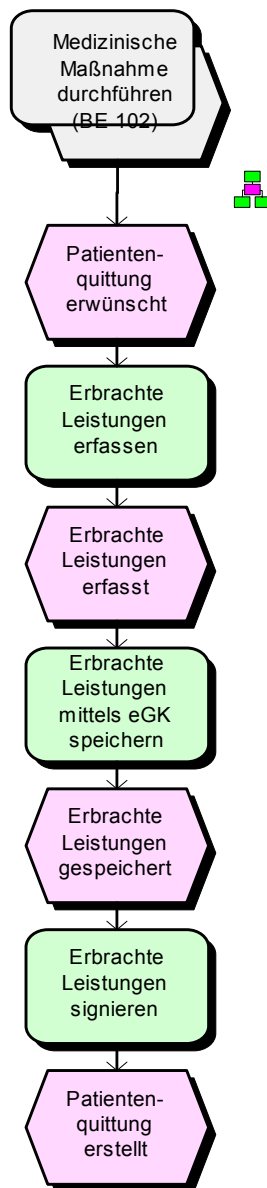 Medizinische
Maßnahme
durchführen
(BE 102)
Patienten-
quittung
erwünscht
Erbrachte
Leistungen
erfassen
Erbrachte
Leistungen
erfasst
Erbrachte
Leistungen
mittels eGK
speichern
Erbrachte
Leistungen
gespeichert
Erbrachte
Leistungen
signieren
Patienten-
quittung
erstellt